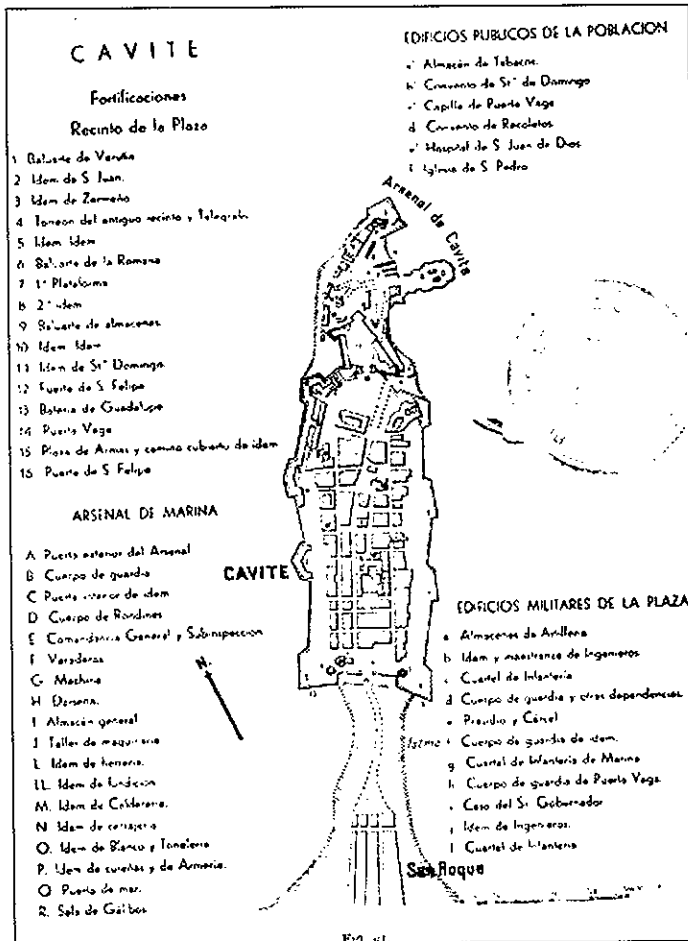 CAVITE
Fortificaciones
Recinto de la Plaza
1 Baluarte de
2 Idem de S. Juan.
3 Idem de Zermeño
4 Torreon del antiguo recinto y Telegrafo
5 Idem Idem
6 Baluarte de la Romana
7 1ª Plataforma
8 2ª idem
9 Baluarte de almacenes
10 Idem Idem
11 Idem de Stº Domingo
12 Fuerte de S. Felipe
13 Bateria de Guadalupe
14 Puerta Vaga
15 Plaza de Armas y camino cubierto de idem
16 Puerta de S. Felipe
ARSENAL DE MARINA
A Puerta exterior del Arsenal
B Cuerpo de guardia
C Puerta interior de idem
D Cuerpo de Rondines
E Comandancia General y Subinspeccion
F Varaderos
G Machina
H Darsena.
I Almacén general
J Taller de maquinaria
L Idem de herreria.
LL Idem de fundicion
M. Idem de Caldereria.
N Idem de cerrajeria
O. Idem de Blanco y Toneleria
P. Idem de cureñas y de Armeria.
Q Puerta de mar.
R. Sala de Galibos
EDIFICIOS PUBLICOS DE LA POBLACION
a' Almacén de Tabacos.
b' Convento de Stº de Domingo
c' Capilla de Puerta Vaga
d Convento de Recoletos
e' Hospital de S. Juan de Dios
f Iglesia de S. Pedro
Arsenal de Cavite
CAVITE
N.
EDIFICIOS MILITARES DE LA PLAZA
a Almacenes de Artilleria
b Idem y maestranza de Ingenieros
c Cuartel de Infanteria
d Cuerpo de guardia y otras dependencias.
e Presidio y Cárcel
f Cuerpo de guardia de idem.
g Cuartel de Infanteria de Marina
h Cuerpo de guardia de Puerta Vaga.
i Casa del Sr. Gobernador
j Idem de Ingenieros.
l Cuartel de Infanteria
Istmo
San Roque
Fig.